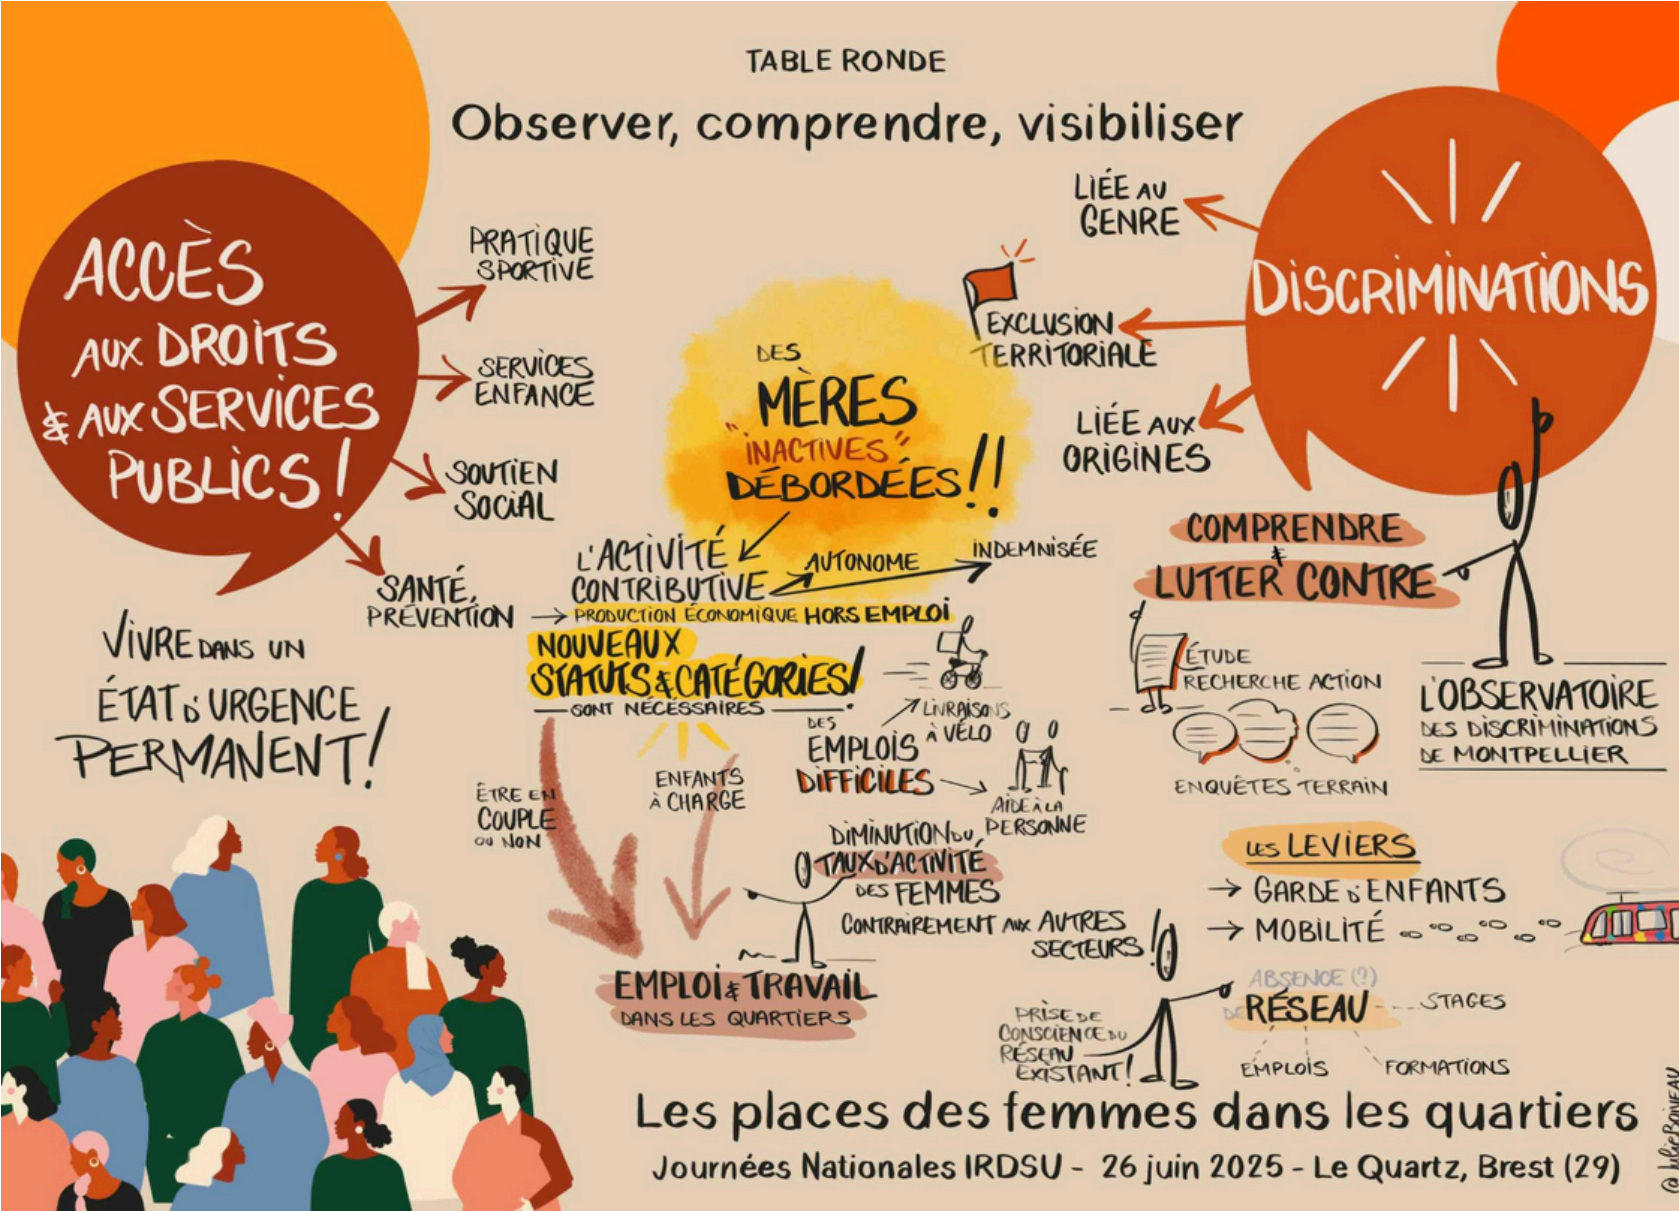 TABLE RONDE
Observer, comprendre, visibiliser
ACCÈS
AUX DROITS
& AUX SERVICES
PUBLICS !
PRATIQUE
SPORTIVE
SERVICES
ENFANCE
SOUTIEN
SOCIAL
SANTÉ,
PRÉVENTION
VIVRE DANS UN
ÉTAT D'URGENCE
PERMANENT !
DES
MÈRES
"INACTIVES"
DÉBORDÉES !!
L'ACTIVITÉ
CONTRIBUTIVE
AUTONOME
INDEMNISÉE
→ PRODUCTION ÉCONOMIQUE HORS EMPLOI
NOUVEAUX
STATUTS & CATÉGORIES !
SONT NÉCESSAIRES
ÊTRE EN
COUPLE
OU NON
ENFANTS
À CHARGE
DES
EMPLOIS
DIFFICILES
LIVRAISONS
À VÉLO
AIDE À LA
PERSONNE
DIMINUTION DU
TAUX D'ACTIVITÉ
DES FEMMES
CONTRAIREMENT AUX AUTRES
SECTEURS !
EMPLOI & TRAVAIL
DANS LES QUARTIERS
DISCRIMINATIONS
LIÉE AU
GENRE
EXCLUSION
TERRITORIALE
LIÉE AUX
ORIGINES
COMPRENDRE
&
LUTTER CONTRE
ÉTUDE
RECHERCHE ACTION
ENQUÊTES TERRAIN
L'OBSERVATOIRE
DES DISCRIMINATIONS
DE MONTPELLIER
LES LEVIERS
→ GARDE D'ENFANTS
→ MOBILITÉ
ABSENCE (?)
DE RÉSEAU
STAGES
EMPLOIS
FORMATIONS
PRISE DE
CONSCIENCE DU
RÉSEAU
EXISTANT !
Les places des femmes dans les quartiers
Journées Nationales IRDSU - 26 juin 2025 - Le Quartz, Brest (29)
@JulieBoiveau